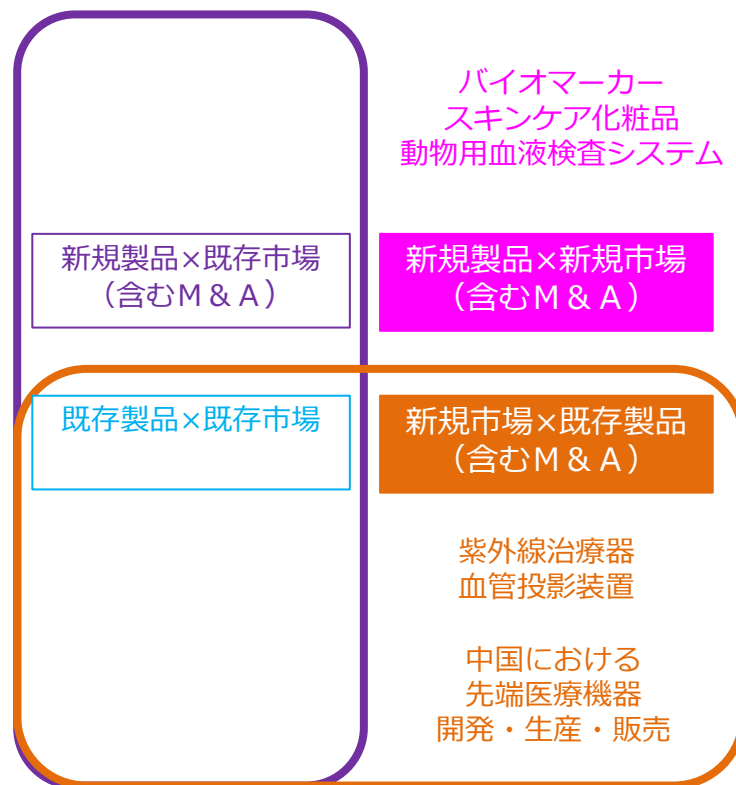 バイオマーカー
スキンケア化粧品
動物用血液検査システム
新規製品×既存市場
（含むＭ＆Ａ）
新規製品×新規市場
（含むＭ＆Ａ）
既存製品×既存市場
新規市場×既存製品
（含むＭ＆Ａ）
紫外線治療器
血管投影装置
中国における
先端医療機器
開発・生産・販売